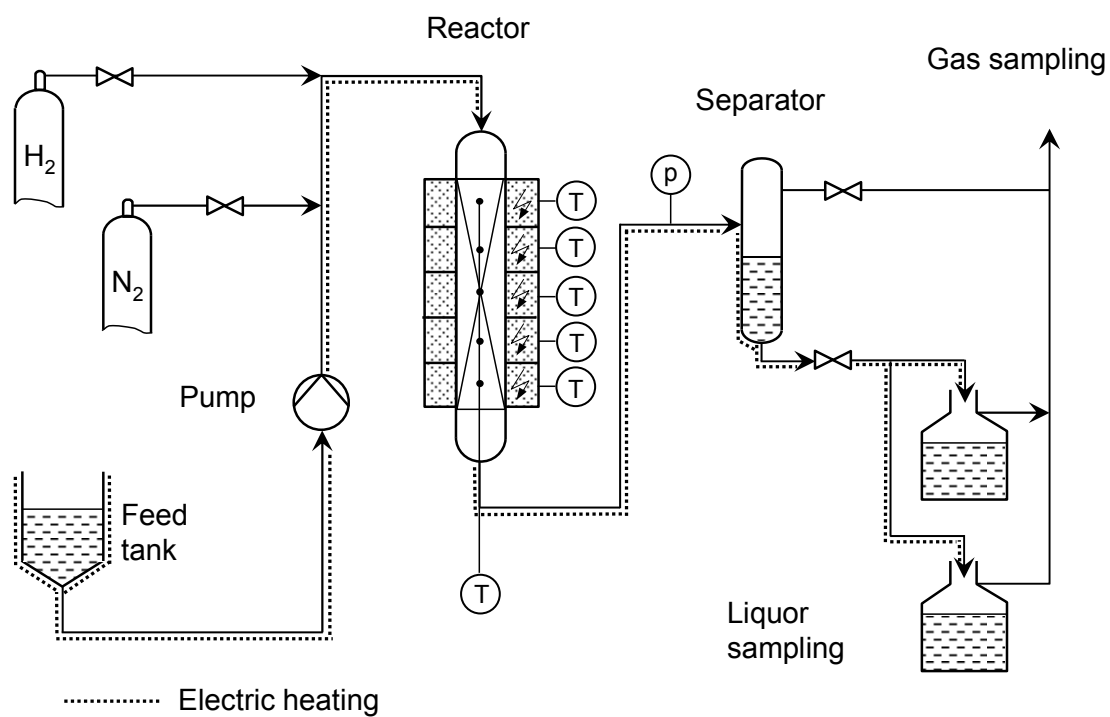 Reactor
Gas sampling
Separator
H2
N2
p
T
T
T
T
T
Pump
Feed
tank
T
Liquor
sampling
Electric heating